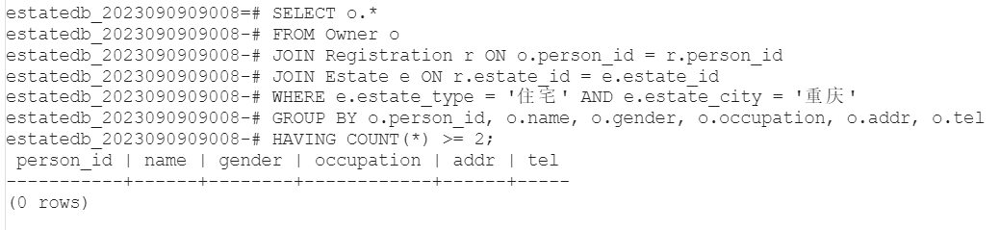 estatedb_2023090909008=# SELECT o.*
estatedb_2023090909008-# FROM Owner o
estatedb_2023090909008-# JOIN Registration r ON o.person_id = r.person_id
estatedb_2023090909008-# JOIN Estate e ON r.estate_id = e.estate_id
estatedb_2023090909008-# WHERE e.estate_type = '住宅' AND e.estate_city = '重庆'
estatedb_2023090909008-# GROUP BY o.person_id, o.name, o.gender, o.occupation, o.addr, o.tel
estatedb_2023090909008-# HAVING COUNT(*) >= 2;
 person_id | name | gender | occupation | addr | tel
-----------+------+--------+------------+------+-----
(0 rows)